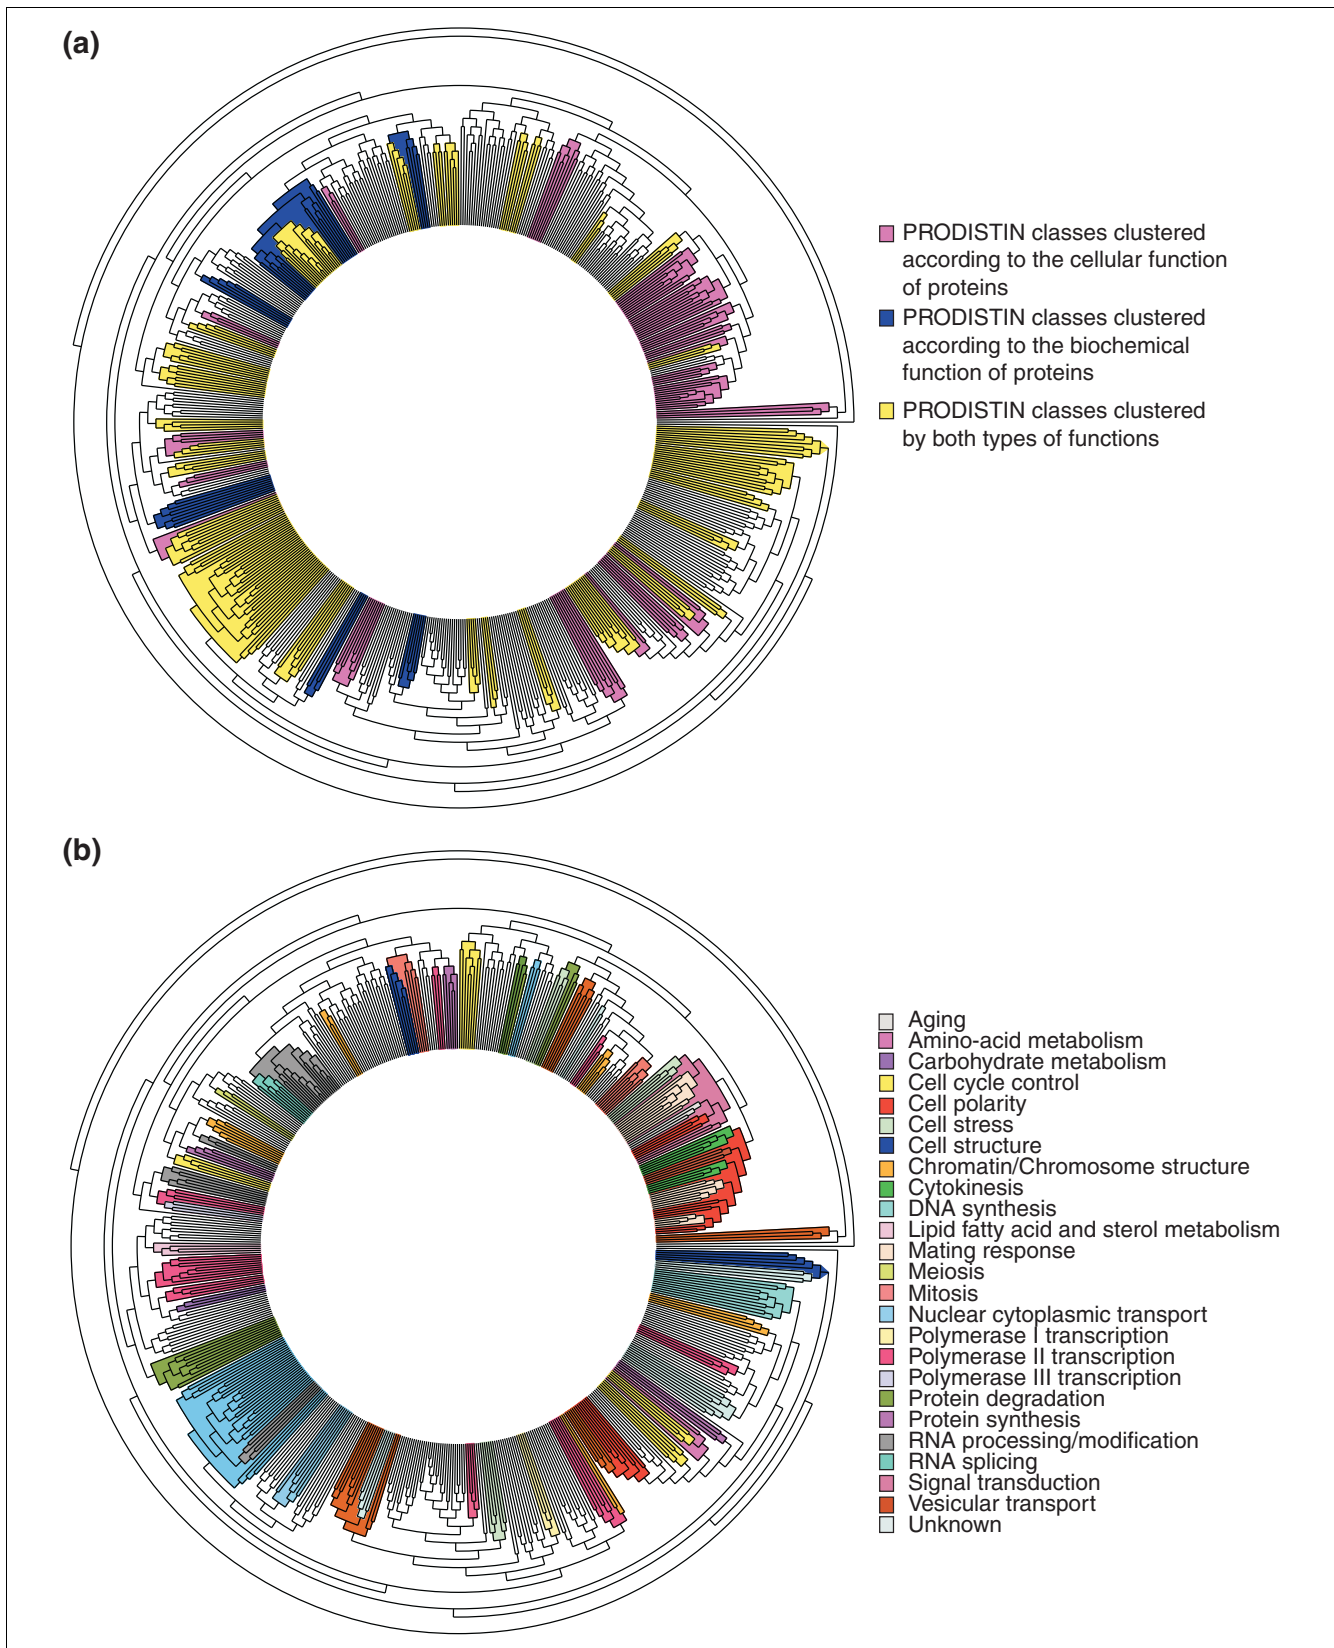 (a)
PRODISTIN classes clustered
according to the cellular function
of proteins
PRODISTIN classes clustered
according to the biochemical
function of proteins
PRODISTIN classes clustered
by both types of functions
(b)
Aging
Amino-acid metabolism
Carbohydrate metabolism
Cell cycle control
Cell polarity
Cell stress
Cell structure
Chromatin/Chromosome structure
Cytokinesis
DNA synthesis
Lipid fatty acid and sterol metabolism
Mating response
Meiosis
Mitosis
Nuclear cytoplasmic transport
Polymerase I transcription
Polymerase II transcription
Polymerase III transcription
Protein degradation
Protein synthesis
RNA processing/modification
RNA splicing
Signal transduction
Vesicular transport
Unknown